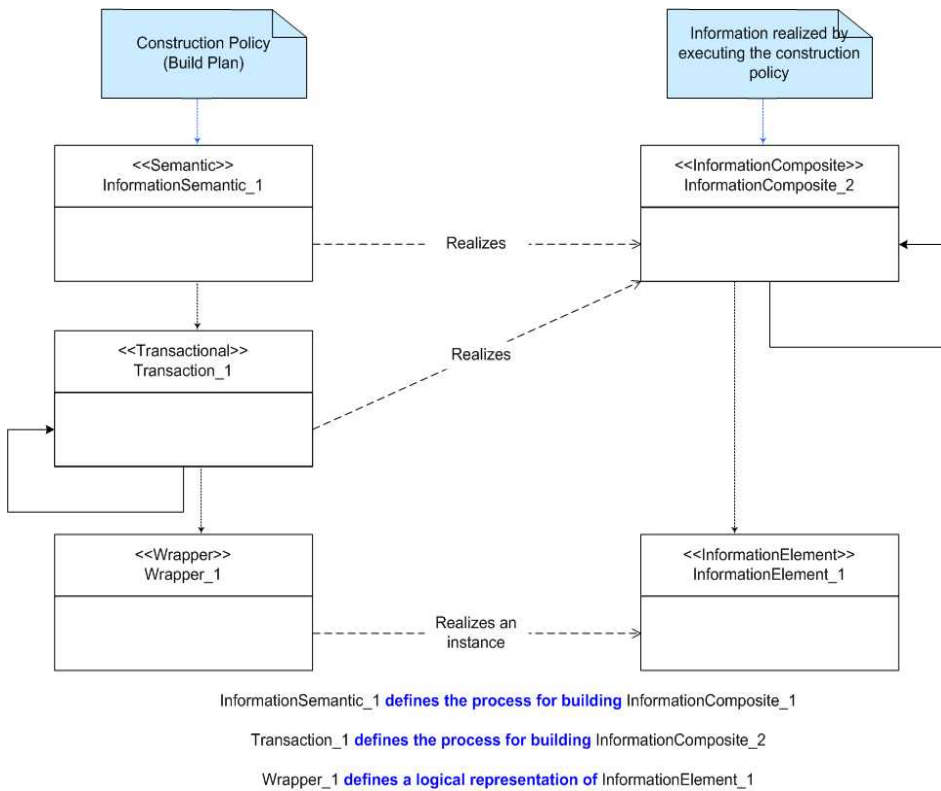 Construction Policy
(Build Plan)
Information realized by
executing the construction
policy
<<Semantic>>
InformationSemantic_1
<<InformationComposite>>
InformationComposite_2
Realizes
<<Transactional>>
Transaction_1
Realizes
<<Wrapper>>
Wrapper_1
<<InformationElement>>
InformationElement_1
Realizes an
instance
InformationSemantic_1 defines the process for building InformationComposite_1
Transaction_1 defines the process for building InformationComposite_2
Wrapper_1 defines a logical representation of InformationElement_1